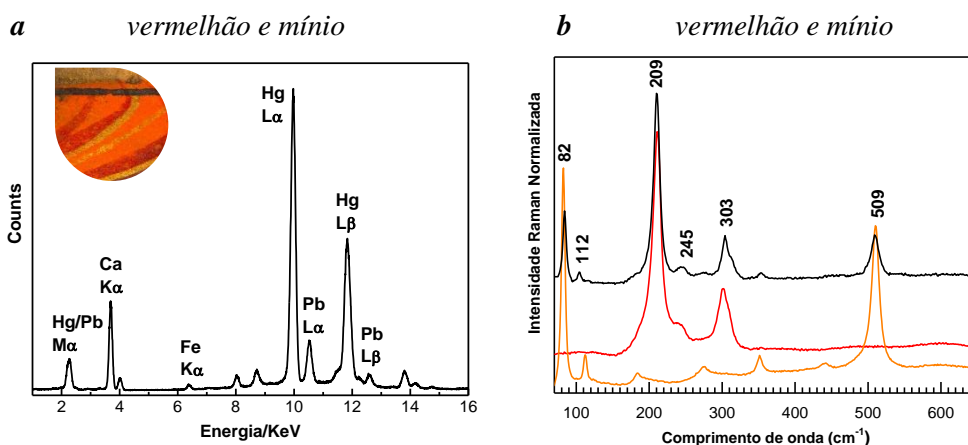 a vermelhão e mínio
Hg
Lα
Hg
Lβ
Ca
Kα
Pb
Lα
Hg/Pb
Mα
Fe
Kα
Pb
Lβ
Counts
2 4 6 8 10 12 14 16
Energia/KeV
b vermelhão e mínio
209
82
112
245
303
509
Intensidade Raman Normalizada
100 200 300 400 500 600
Comprimento de onda (cm-1)